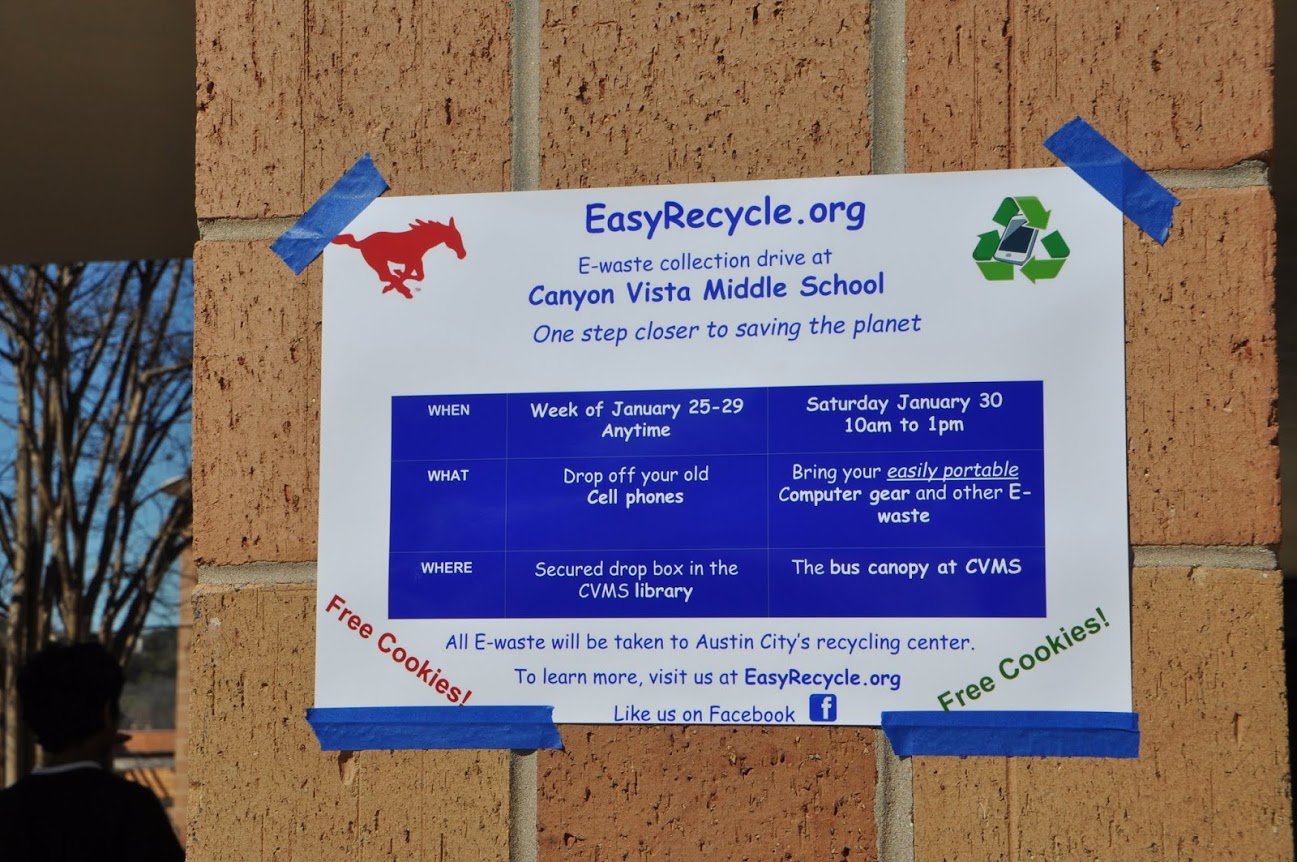 EasyRecycle.org
E-waste collection drive at
Canyon Vista Middle School
One step closer to saving the planet
WHEN
Week of January 25-29
Anytime
Saturday January 30
10am to 1pm
WHAT
Drop off your old
Cell phones
Bring your easily portable
Computer gear and other E-
waste
WHERE
Secured drop box in the
CVMS library
The bus canopy at CVMS
Free Cookies!
All E-waste will be taken to Austin City's recycling center.
To learn more, visit us at EasyRecycle.org
Like us on Facebook f
Free Cookies!